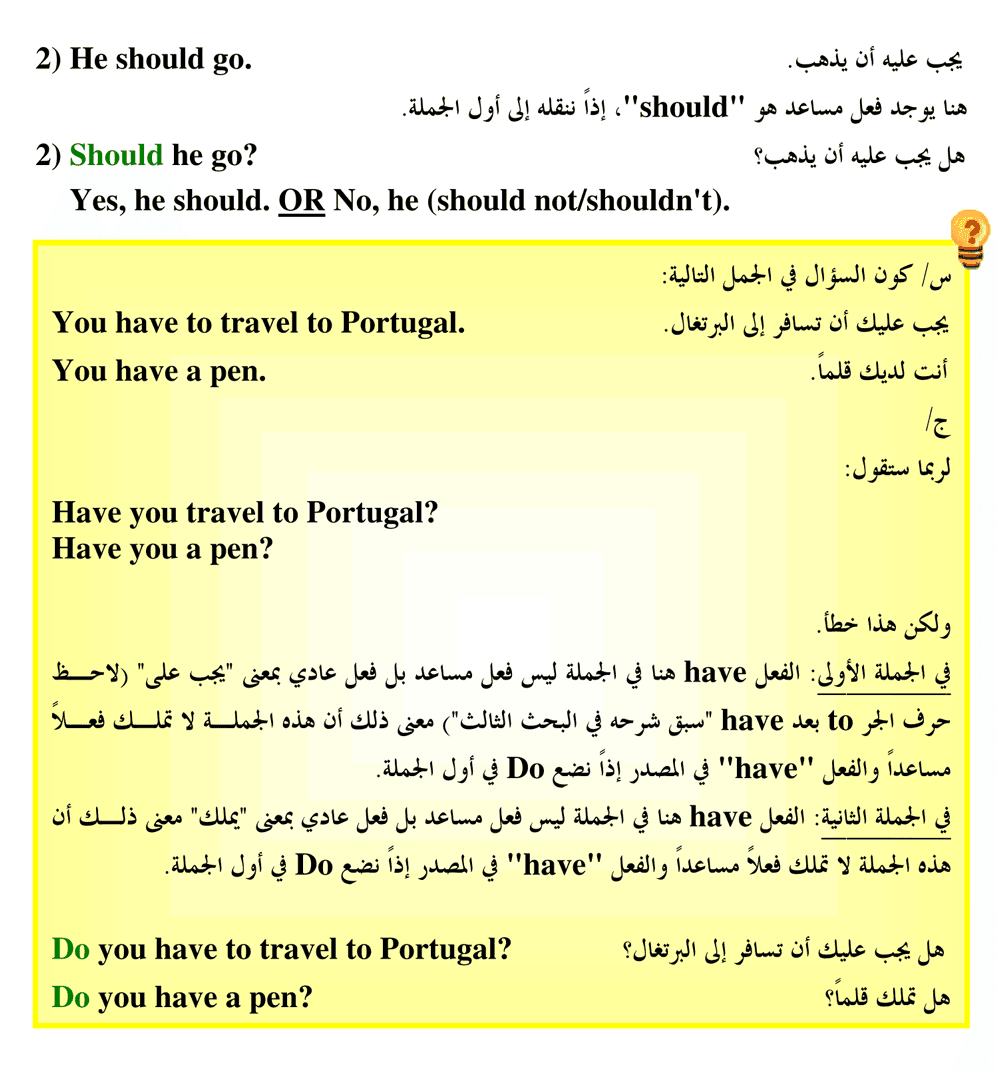 2) He should go. يجب عليه أن يذهب.
هنا يوجد فعل مساعد هو "should"، إذاً ننقله إلى أول الجملة.
2) Should he go? هل يجب عليه أن يذهب؟
Yes, he should. OR No, he (should not/shouldn't).
?
س/ كون السؤال في الجمل التالية:
You have to travel to Portugal. يجب عليك أن تسافر إلى البرتغال.
You have a pen. أنت لديك قلماً.
ج/
لربما ستقول:
Have you travel to Portugal?
Have you a pen?
ولكن هذا خطأ.
في الجملة الأولى: الفعل have هنا في الجملة ليس فعل مساعد بل فعل عادي بمعنى "يجب على" (لاحـــظ
حرف الجر to بعد have "سبق شرحه في البحث الثالث") معنى ذلك أن هذه الجملـــة لا تملـــك فعـــلاً
مساعداً والفعل "have" في المصدر إذاً نضع Do في أول الجملة.
في الجملة الثانية: الفعل have هنا في الجملة ليس فعل مساعد بل فعل عادي بمعنى "يملك" معنى ذلـــك أن
هذه الجملة لا تملك فعلاً مساعداً والفعل "have" في المصدر إذاً نضع Do في أول الجملة.
Do you have to travel to Portugal? هل يجب عليك أن تسافر إلى البرتغال؟
Do you have a pen? هل تملك قلماً؟